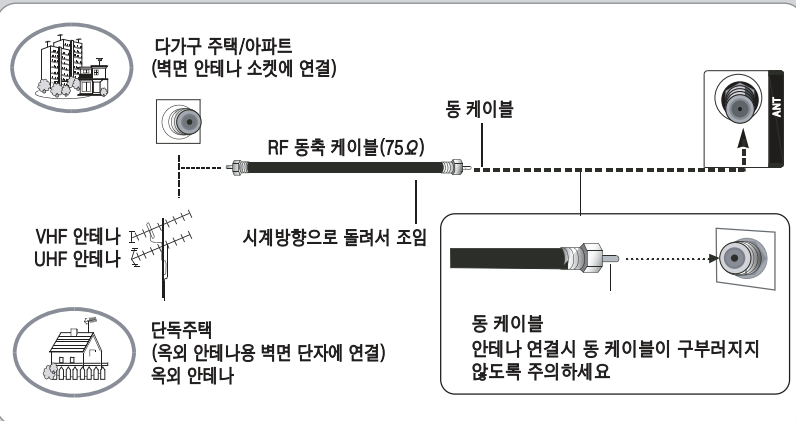 다가구 주택/아파트
(벽면 안테나 소켓에 연결)
동 케이블
ANT
RF 동축 케이블(75Ω)
시계방향으로 돌려서 조임
VHF 안테나
UHF 안테나
단독주택
(옥외 안테나용 벽면 단자에 연결)
옥외 안테나
동 케이블
안테나 연결시 동 케이블이 구부러지지
않도록 주의하세요